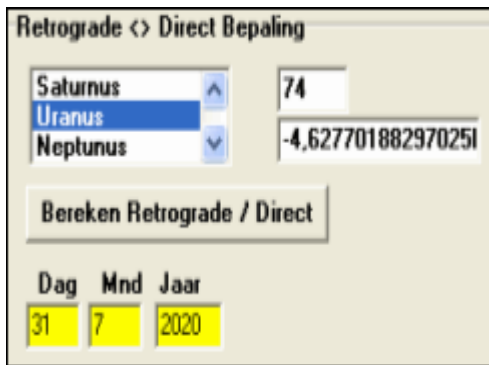 Retrograde <> Direct Bepaling
Saturnus
Uranus
Neptunus
74
-4,62770188297025
Bereken Retrograde / Direct
Dag Mnd Jaar
31 7 2020